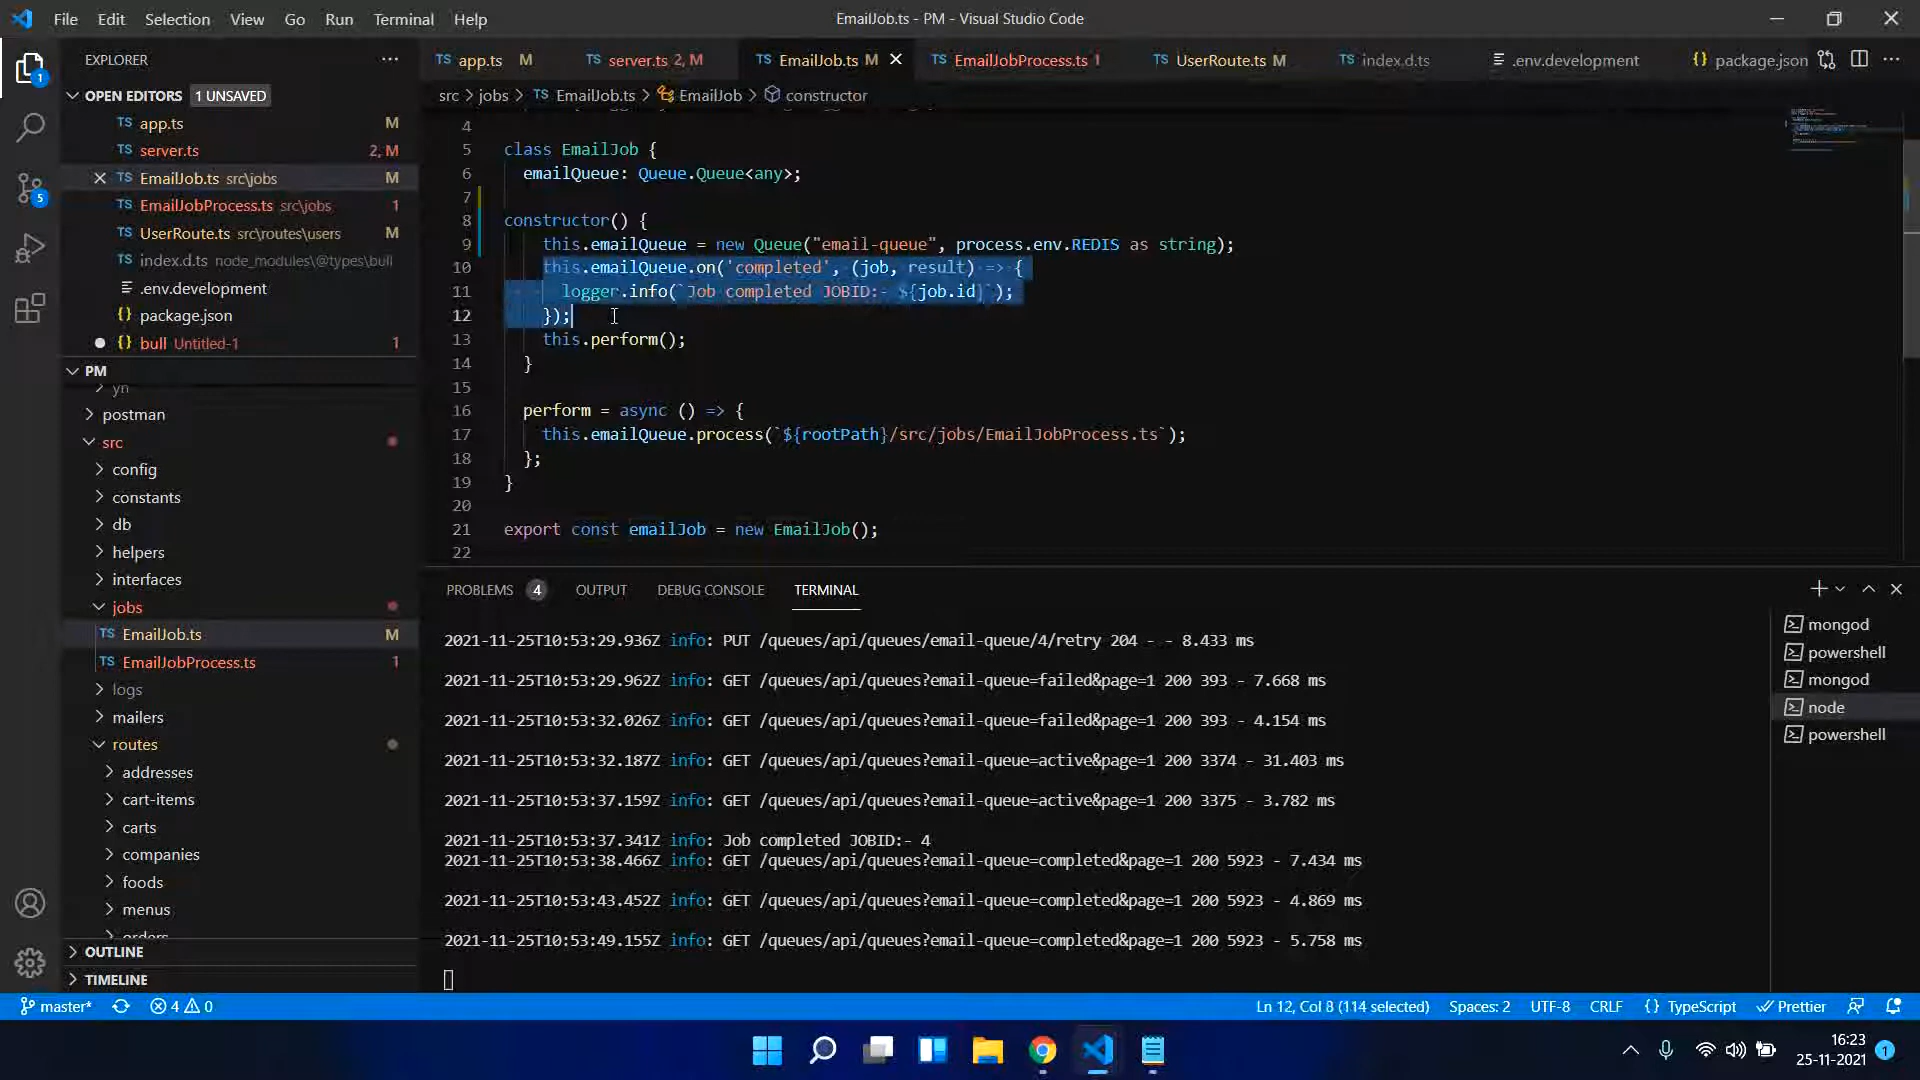 File Edit Selection View Go Run Terminal Help
EmailJob.ts - PM - Visual Studio Code
EXPLORER
TS app.ts M
TS server.ts 2, M
TS EmailJob.ts M
TS EmailJobProcess.ts 1
TS UserRoute.ts M
TS index.d.ts
.env.development
{} package.json
OPEN EDITORS 1 UNSAVED
TS app.ts M
TS server.ts 2, M
TS EmailJob.ts src\jobs M
TS EmailJobProcess.ts src\jobs 1
TS UserRoute.ts src\routes\users M
TS index.d.ts node_modules\@types\bull
.env.development
{} package.json
{} bull Untitled-1 1
PM
yn
postman
src
config
constants
db
helpers
interfaces
jobs
TS EmailJob.ts M
TS EmailJobProcess.ts 1
logs
mailers
routes
addresses
cart-items
carts
companies
foods
menus
orders
OUTLINE
TIMELINE
src > jobs > TS EmailJob.ts > EmailJob > constructor
4
5 class EmailJob {
6 emailQueue: Queue.Queue<any>;
7
8 constructor() {
9 this.emailQueue = new Queue("email-queue", process.env.REDIS as string);
10 this.emailQueue.on('completed', (job, result) => {
11 logger.info(`Job completed JOBID:- ${job.id}`);
12 });
13 this.perform();
14 }
15
16 perform = async () => {
17 this.emailQueue.process(`${rootPath}/src/jobs/EmailJobProcess.ts`);
18 };
19 }
20
21 export const emailJob = new EmailJob();
22
PROBLEMS 4 OUTPUT DEBUG CONSOLE TERMINAL
2021-11-25T10:53:29.936Z info: PUT /queues/api/queues/email-queue/4/retry 204 - - 8.433 ms
2021-11-25T10:53:29.962Z info: GET /queues/api/queues?email-queue=failed&page=1 200 393 - 7.668 ms
2021-11-25T10:53:32.026Z info: GET /queues/api/queues?email-queue=failed&page=1 200 393 - 4.154 ms
2021-11-25T10:53:32.187Z info: GET /queues/api/queues?email-queue=active&page=1 200 3374 - 31.403 ms
2021-11-25T10:53:37.159Z info: GET /queues/api/queues?email-queue=active&page=1 200 3375 - 3.782 ms
2021-11-25T10:53:37.341Z info: Job completed JOBID:- 4
2021-11-25T10:53:38.466Z info: GET /queues/api/queues?email-queue=completed&page=1 200 5923 - 7.434 ms
2021-11-25T10:53:43.452Z info: GET /queues/api/queues?email-queue=completed&page=1 200 5923 - 4.869 ms
2021-11-25T10:53:49.155Z info: GET /queues/api/queues?email-queue=completed&page=1 200 5923 - 5.758 ms
mongod
powershell
mongod
node
powershell
1
5
master* 4 0
Ln 12, Col 8 (114 selected) Spaces: 2 UTF-8 CRLF {} TypeScript Prettier
16:23
25-11-2021
1